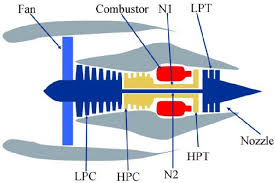 Fan
Combustor
N1
LPT
LPC
HPC
N2
HPT
Nozzle